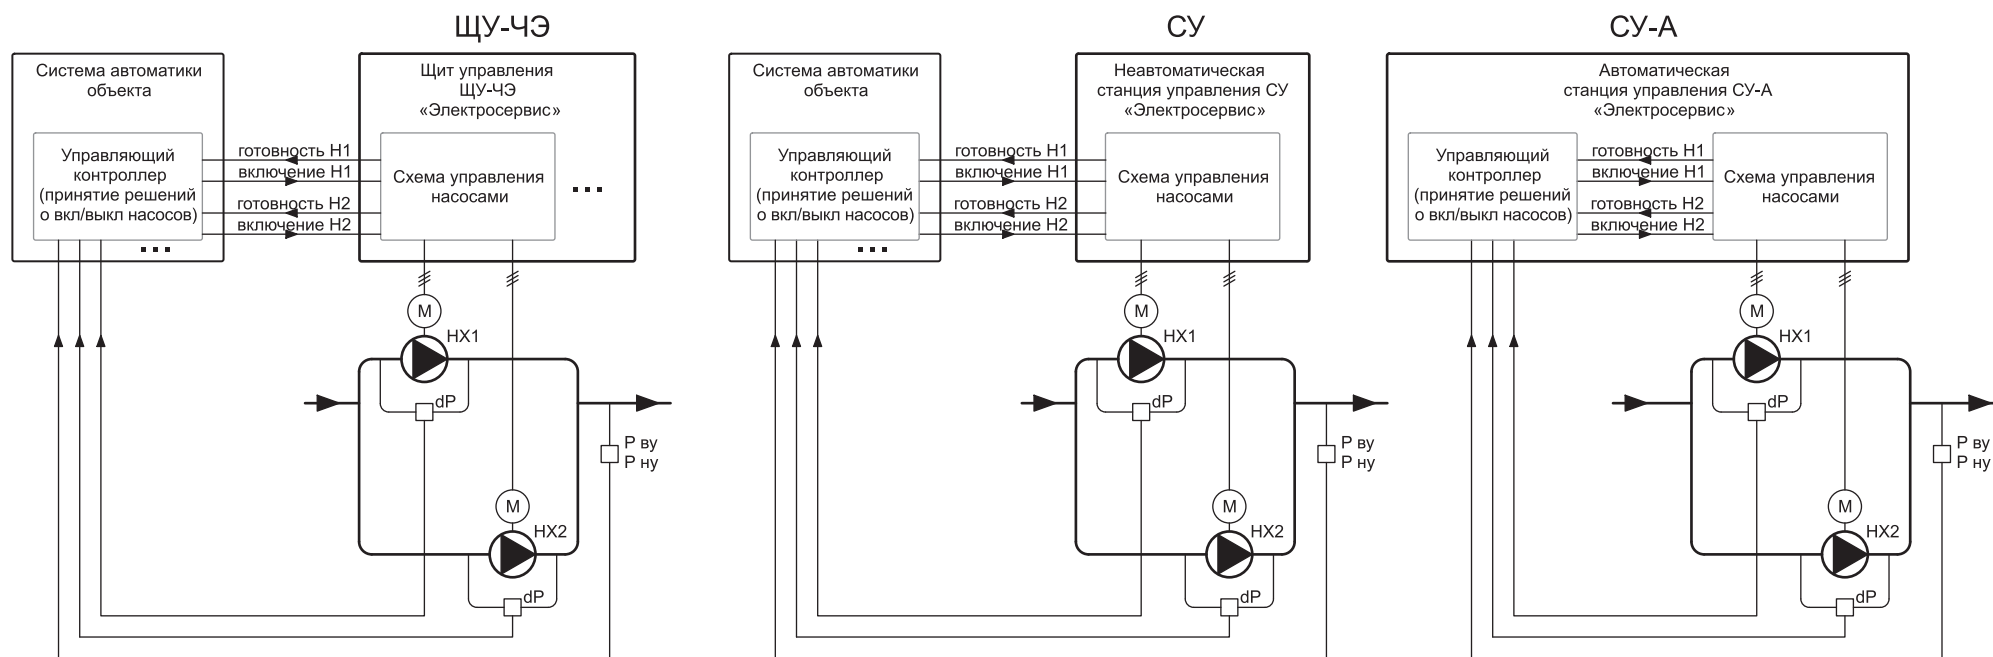 ЩУ-ЧЭ
Система автоматики
объекта
Управляющий
контроллер
(принятие решений
о вкл/выкл насосов)
готовность Н1
включение Н1
готовность Н2
включение Н2
Щит управления
ЩУ-ЧЭ
«Электросервис»
Схема управления
насосами
М
НХ1
dP
Р ву
Р ну
М
НХ2
dP
СУ
Система автоматики
объекта
Управляющий
контроллер
(принятие решений
о вкл/выкл насосов)
готовность Н1
включение Н1
готовность Н2
включение Н2
Неавтоматическая
станция управления СУ
«Электросервис»
Схема управления
насосами
М
НХ1
dP
Р ву
Р ну
М
НХ2
dP
СУ-А
Автоматическая
станция управления СУ-А
«Электросервис»
Управляющий
контроллер
(принятие решений
о вкл/выкл насосов)
готовность Н1
включение Н1
готовность Н2
включение Н2
Схема управления
насосами
М
НХ1
dP
Р ву
Р ну
М
НХ2
dP